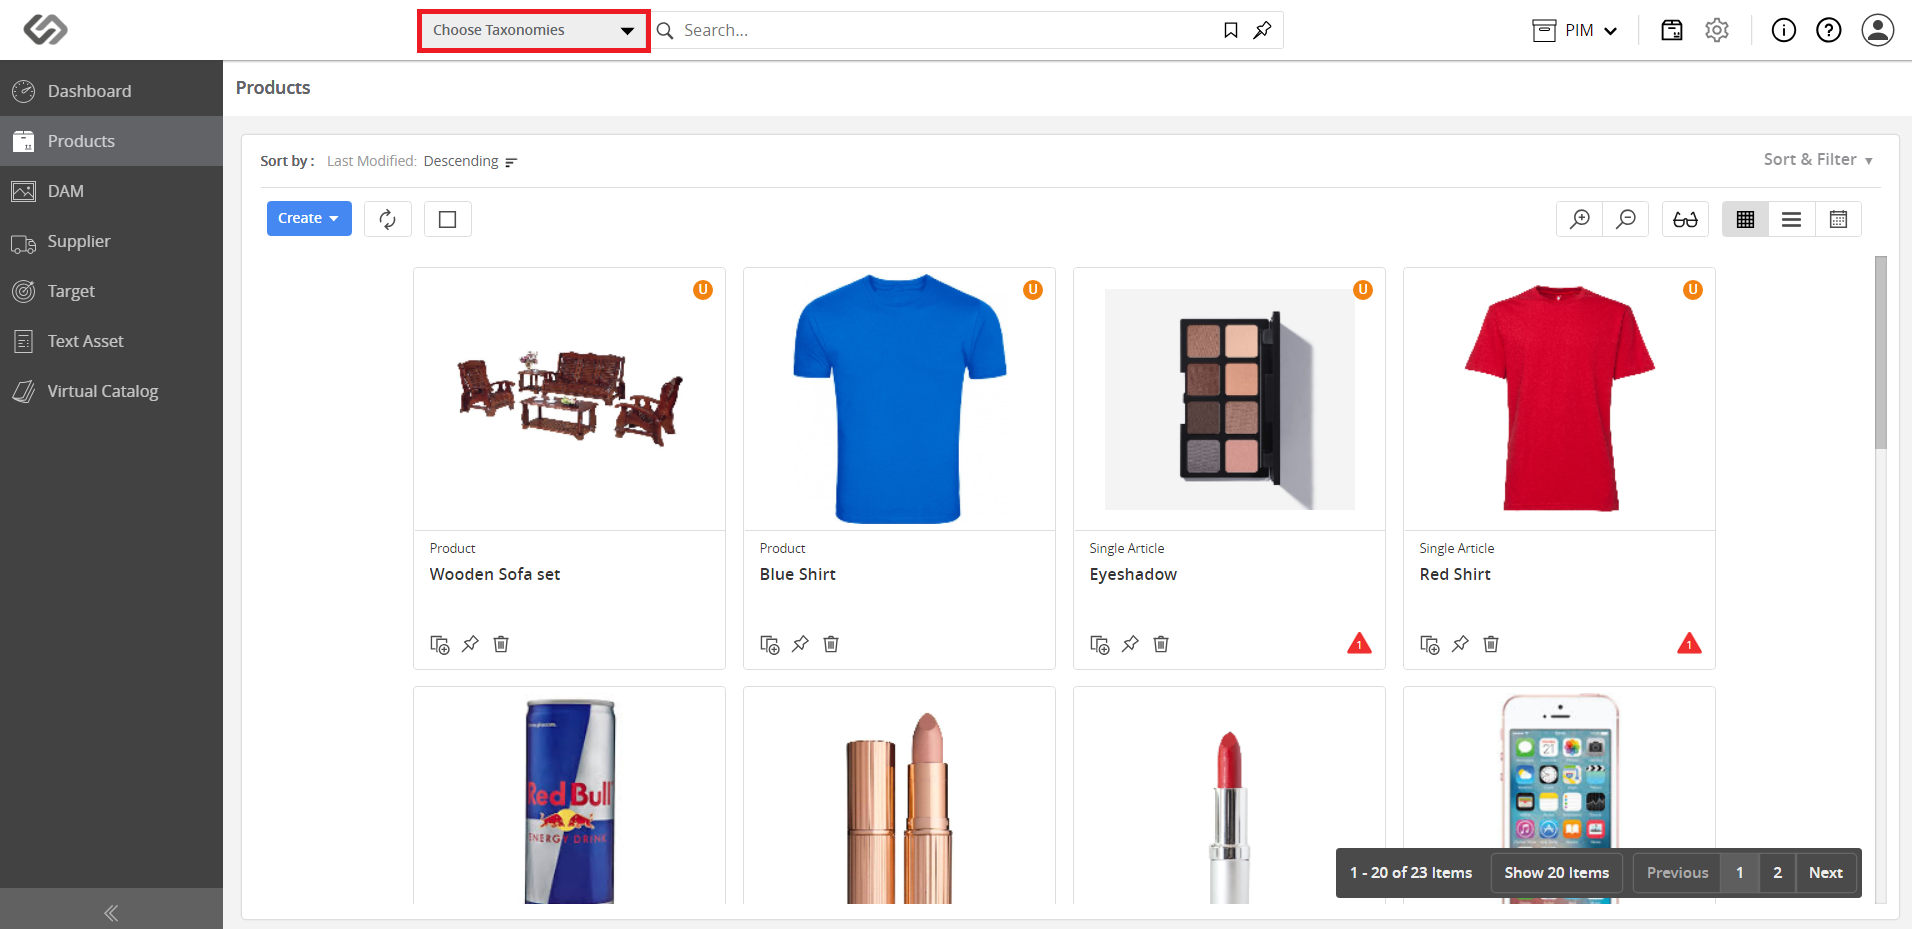 Choose Taxonomies
Search...
PIM
Dashboard
Products
DAM
Supplier
Target
Text Asset
Virtual Catalog
Products
Sort by : Last Modified: Descending
Sort & Filter
Create
U
U
U
U
Product
Wooden Sofa set
Product
Blue Shirt
Single Article
Eyeshadow
1
Single Article
Red Shirt
1
Red Bull
ENERGY DRINK
1 - 20 of 23 Items
Show 20 Items
Previous
1
2
Next